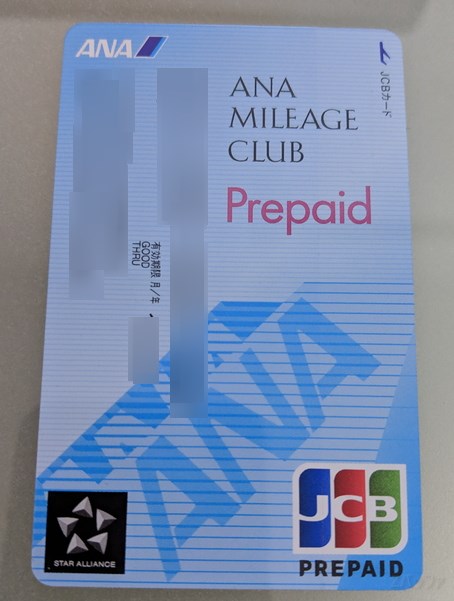 ANA
JCBカード
ANA
MILEAGE
CLUB
Prepaid
有効期限 月／年
GOOD
THRU
ANA
STAR ALLIANCE
JCB
PREPAID